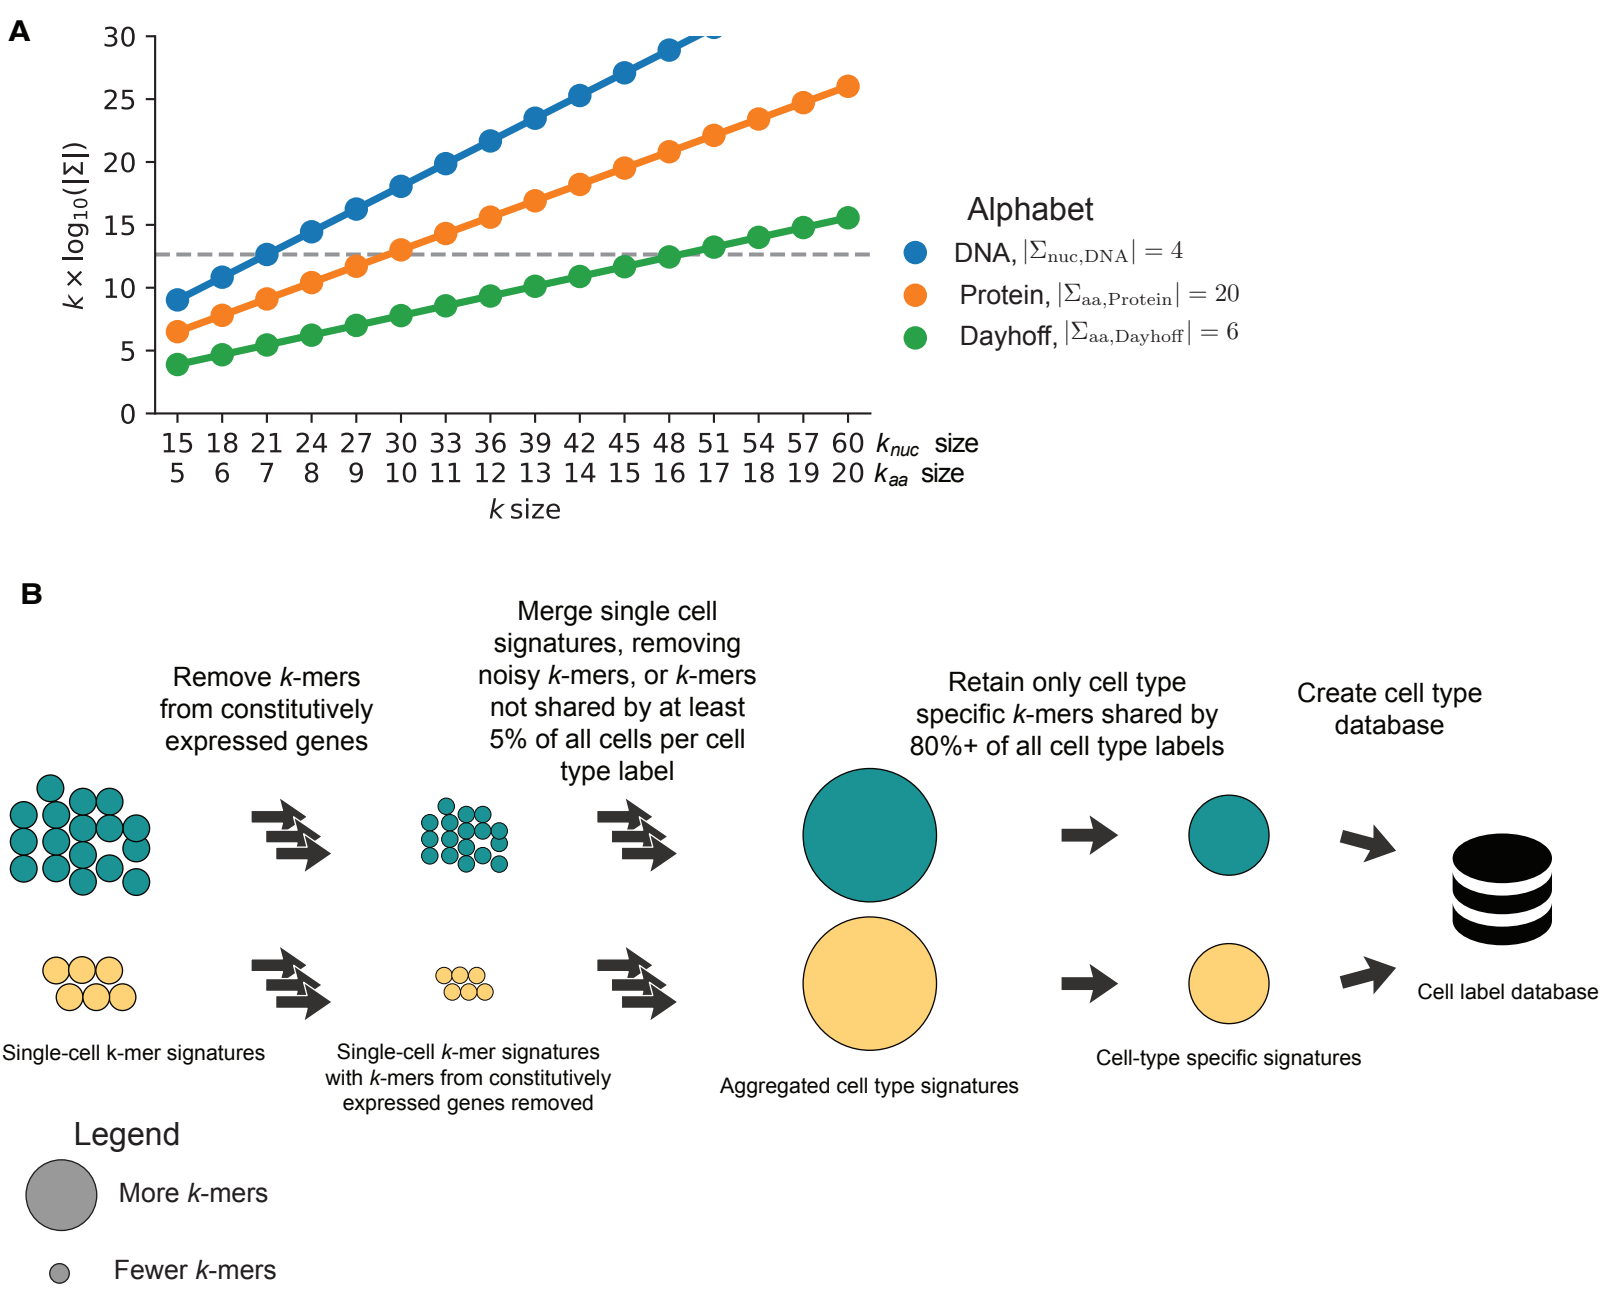 A
30
25
20
15
10
5
0
k × log10(|Σ|)
15 18 21 24 27 30 33 36 39 42 45 48 51 54 57 60 knuc size
5 6 7 8 9 10 11 12 13 14 15 16 17 18 19 20 kaa size
k size
Alphabet
DNA, |Σnuc,DNA| = 4
Protein, |Σaa,Protein| = 20
Dayhoff, |Σaa,Dayhoff| = 6
B
Remove k-mers
from constitutively
expressed genes
Merge single cell
signatures, removing
noisy k-mers, or k-mers
not shared by at least
5% of all cells per cell
type label
Retain only cell type
specific k-mers shared by
80%+ of all cell type labels
Create cell type
database
Single-cell k-mer signatures
Single-cell k-mer signatures
with k-mers from constitutively
expressed genes removed
Aggregated cell type signatures
Cell-type specific signatures
Cell label database
Legend
More k-mers
Fewer k-mers